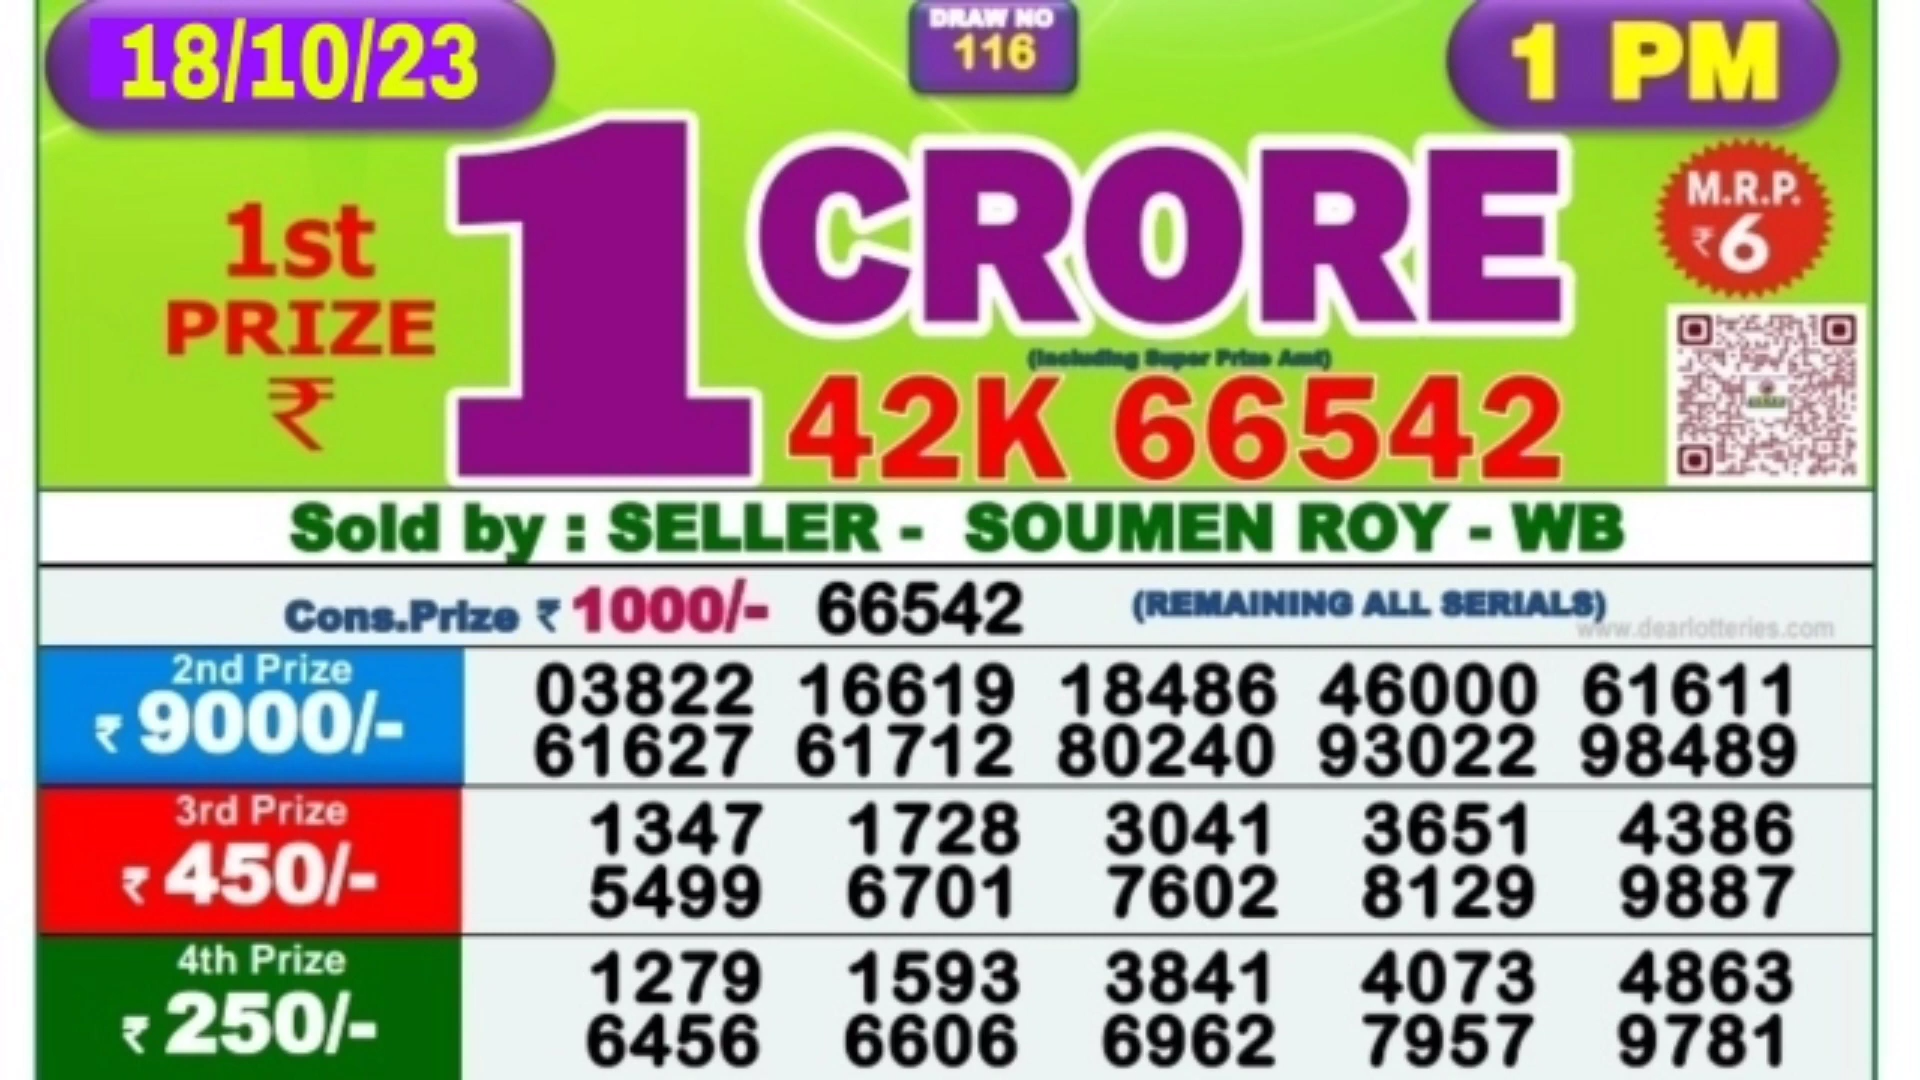 18/10/23
DRAW NO
116
1 PM
1st
PRIZE
₹
1 CRORE
(Including Super Prize Amt)
42K 66542
M.R.P.
₹6
Sold by : SELLER - SOUMEN ROY - WB
Cons.Prize ₹ 1000/- 66542 (REMAINING ALL SERIALS)
www.dearlotteries.com
2nd Prize
₹ 9000/-
03822 16619 18486 46000 61611
61627 61712 80240 93022 98489
3rd Prize
₹ 450/-
1347 1728 3041 3651 4386
5499 6701 7602 8129 9887
4th Prize
₹ 250/-
1279 1593 3841 4073 4863
6456 6606 6962 7957 9781